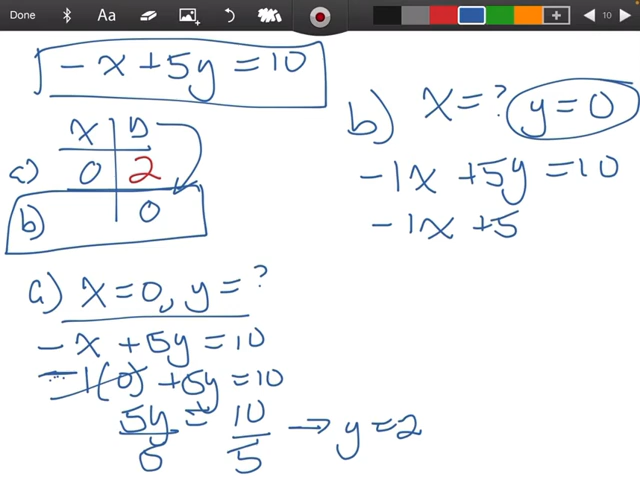 Done Aa 10
-x+5y=10
x y
a) 0 2
b) 0
a) x=0, y=?
-x+5y=10
-1(0)+5y=10
5y/5=10/5 → y=2
b) x=? y=0
-1x+5y=10
-1x+5